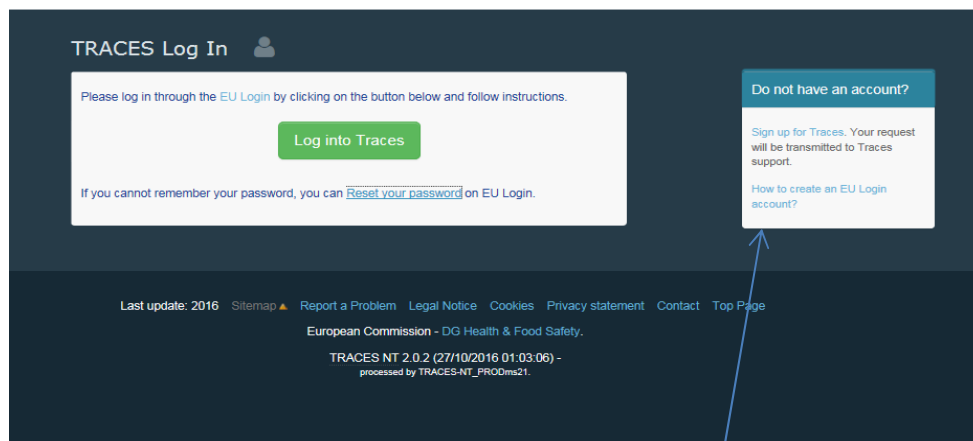 TRACES Log In
Please log in through the EU Login by clicking on the button below and follow instructions.
Log into Traces
If you cannot remember your password, you can Reset your password on EU Login.
Do not have an account?
Sign up for Traces. Your request
will be transmitted to Traces
support.
How to create an EU Login
account?
Last update: 2016 Sitemap Report a Problem Legal Notice Cookies Privacy statement Contact Top Page
European Commission - DG Health & Food Safety.
TRACES NT 2.0.2 (27/10/2016 01:03:06) -
processed by TRACES-NT_PRODms21.